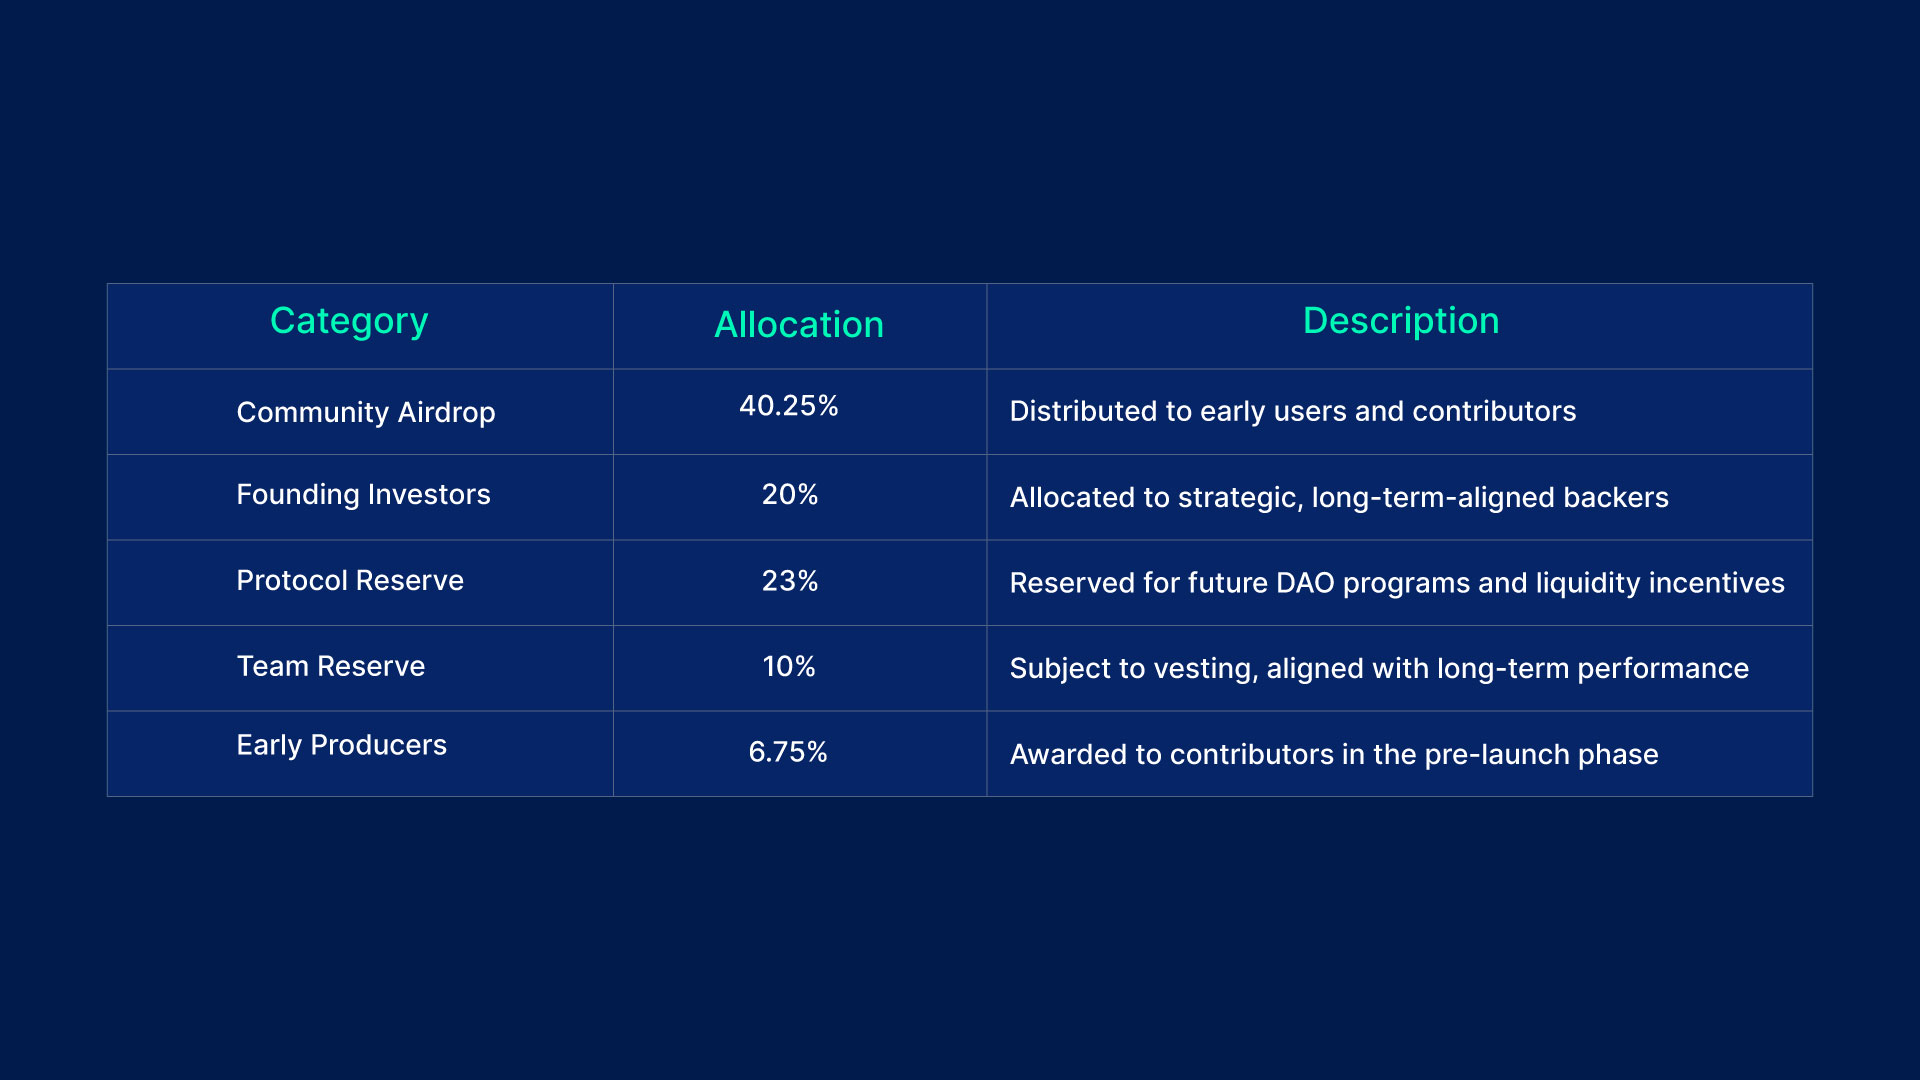 Category Allocation Description
Community Airdrop 40.25% Distributed to early users and contributors
Founding Investors 20% Allocated to strategic, long-term-aligned backers
Protocol Reserve 23% Reserved for future DAO programs and liquidity incentives
Team Reserve 10% Subject to vesting, aligned with long-term performance
Early Producers 6.75% Awarded to contributors in the pre-launch phase